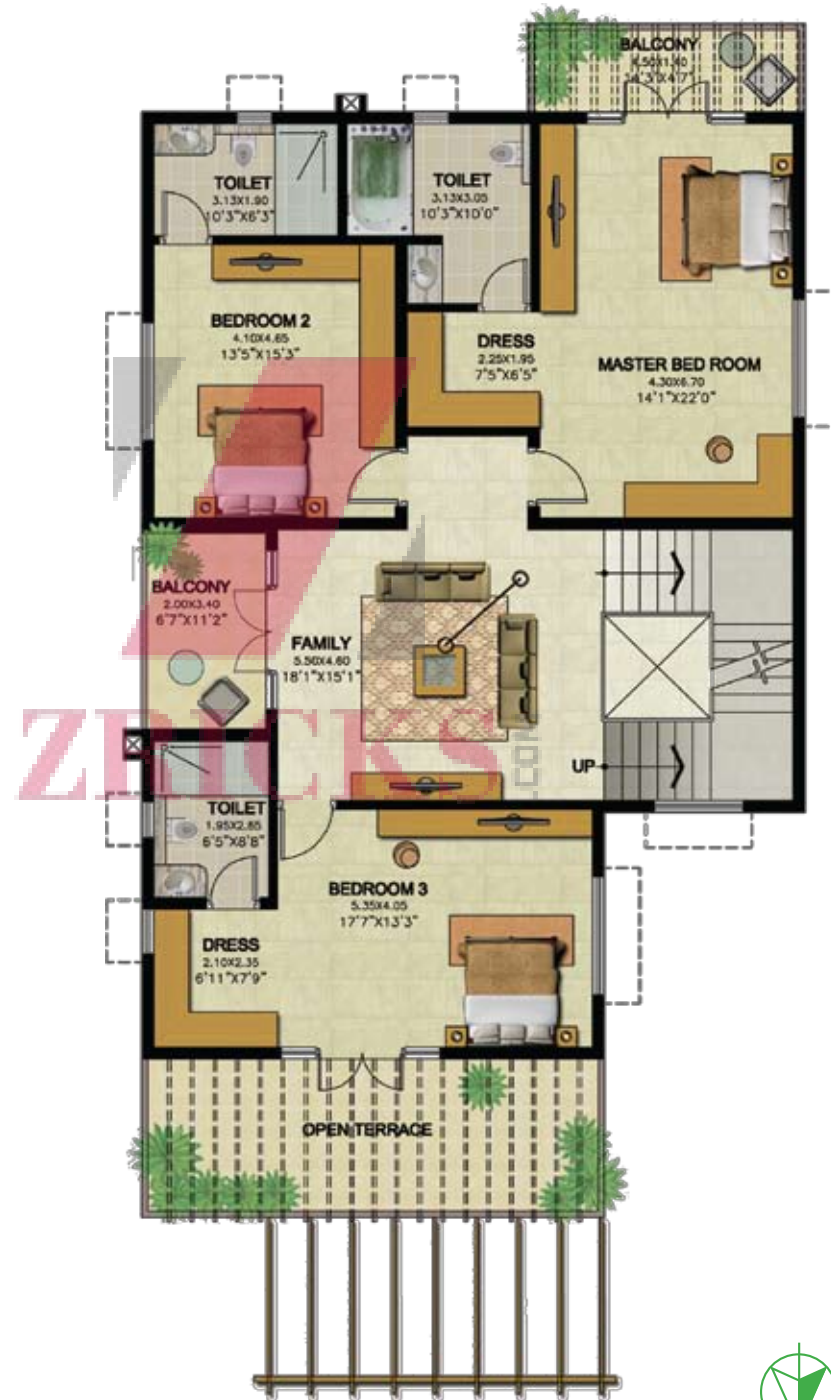 BALCONY
4.50X1.40
14'3"X4'7"
TOILET
3.13X1.90
10'3"X6'3"
TOILET
3.13X3.05
10'3"X10'0"
BEDROOM 2
4.10X4.65
13'5"X15'3"
DRESS
2.25X1.95
7'5"X6'5"
MASTER BED ROOM
4.30X6.70
14'1"X22'0"
BALCONY
2.00X3.40
6'7"X11'2"
FAMILY
5.50X4.60
18'1"X15'1"
ZRICKS
.COM
UP
TOILET
1.95X2.65
6'5"X8'8"
BEDROOM 3
5.35X4.05
17'7"X13'3"
DRESS
2.10X2.35
6'11"X7'9"
OPEN TERRACE